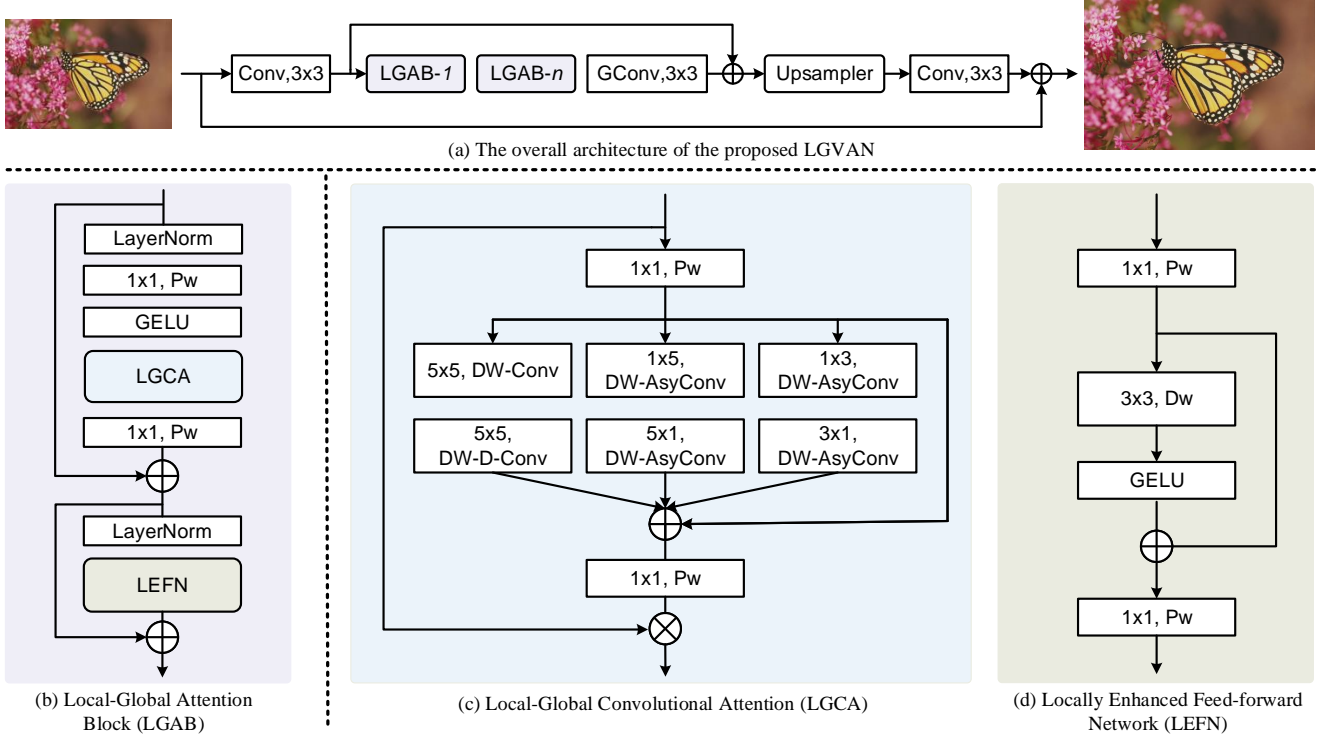 Conv,3x3
LGAB-1
LGAB-n
GConv,3x3
Upsampler
Conv,3x3
(a) The overall architecture of the proposed LGVAN
LayerNorm
1x1, Pw
GELU
LGCA
1x1, Pw
LayerNorm
LEFN
(b) Local-Global Attention
Block (LGAB)
1x1, Pw
5x5, DW-Conv
1x5,
DW-AsyConv
1x3,
DW-AsyConv
5x5,
DW-D-Conv
5x1,
DW-AsyConv
3x1,
DW-AsyConv
1x1, Pw
(c) Local-Global Convolutional Attention (LGCA)
1x1, Pw
3x3, Dw
GELU
1x1, Pw
(d) Locally Enhanced Feed-forward
Network (LEFN)